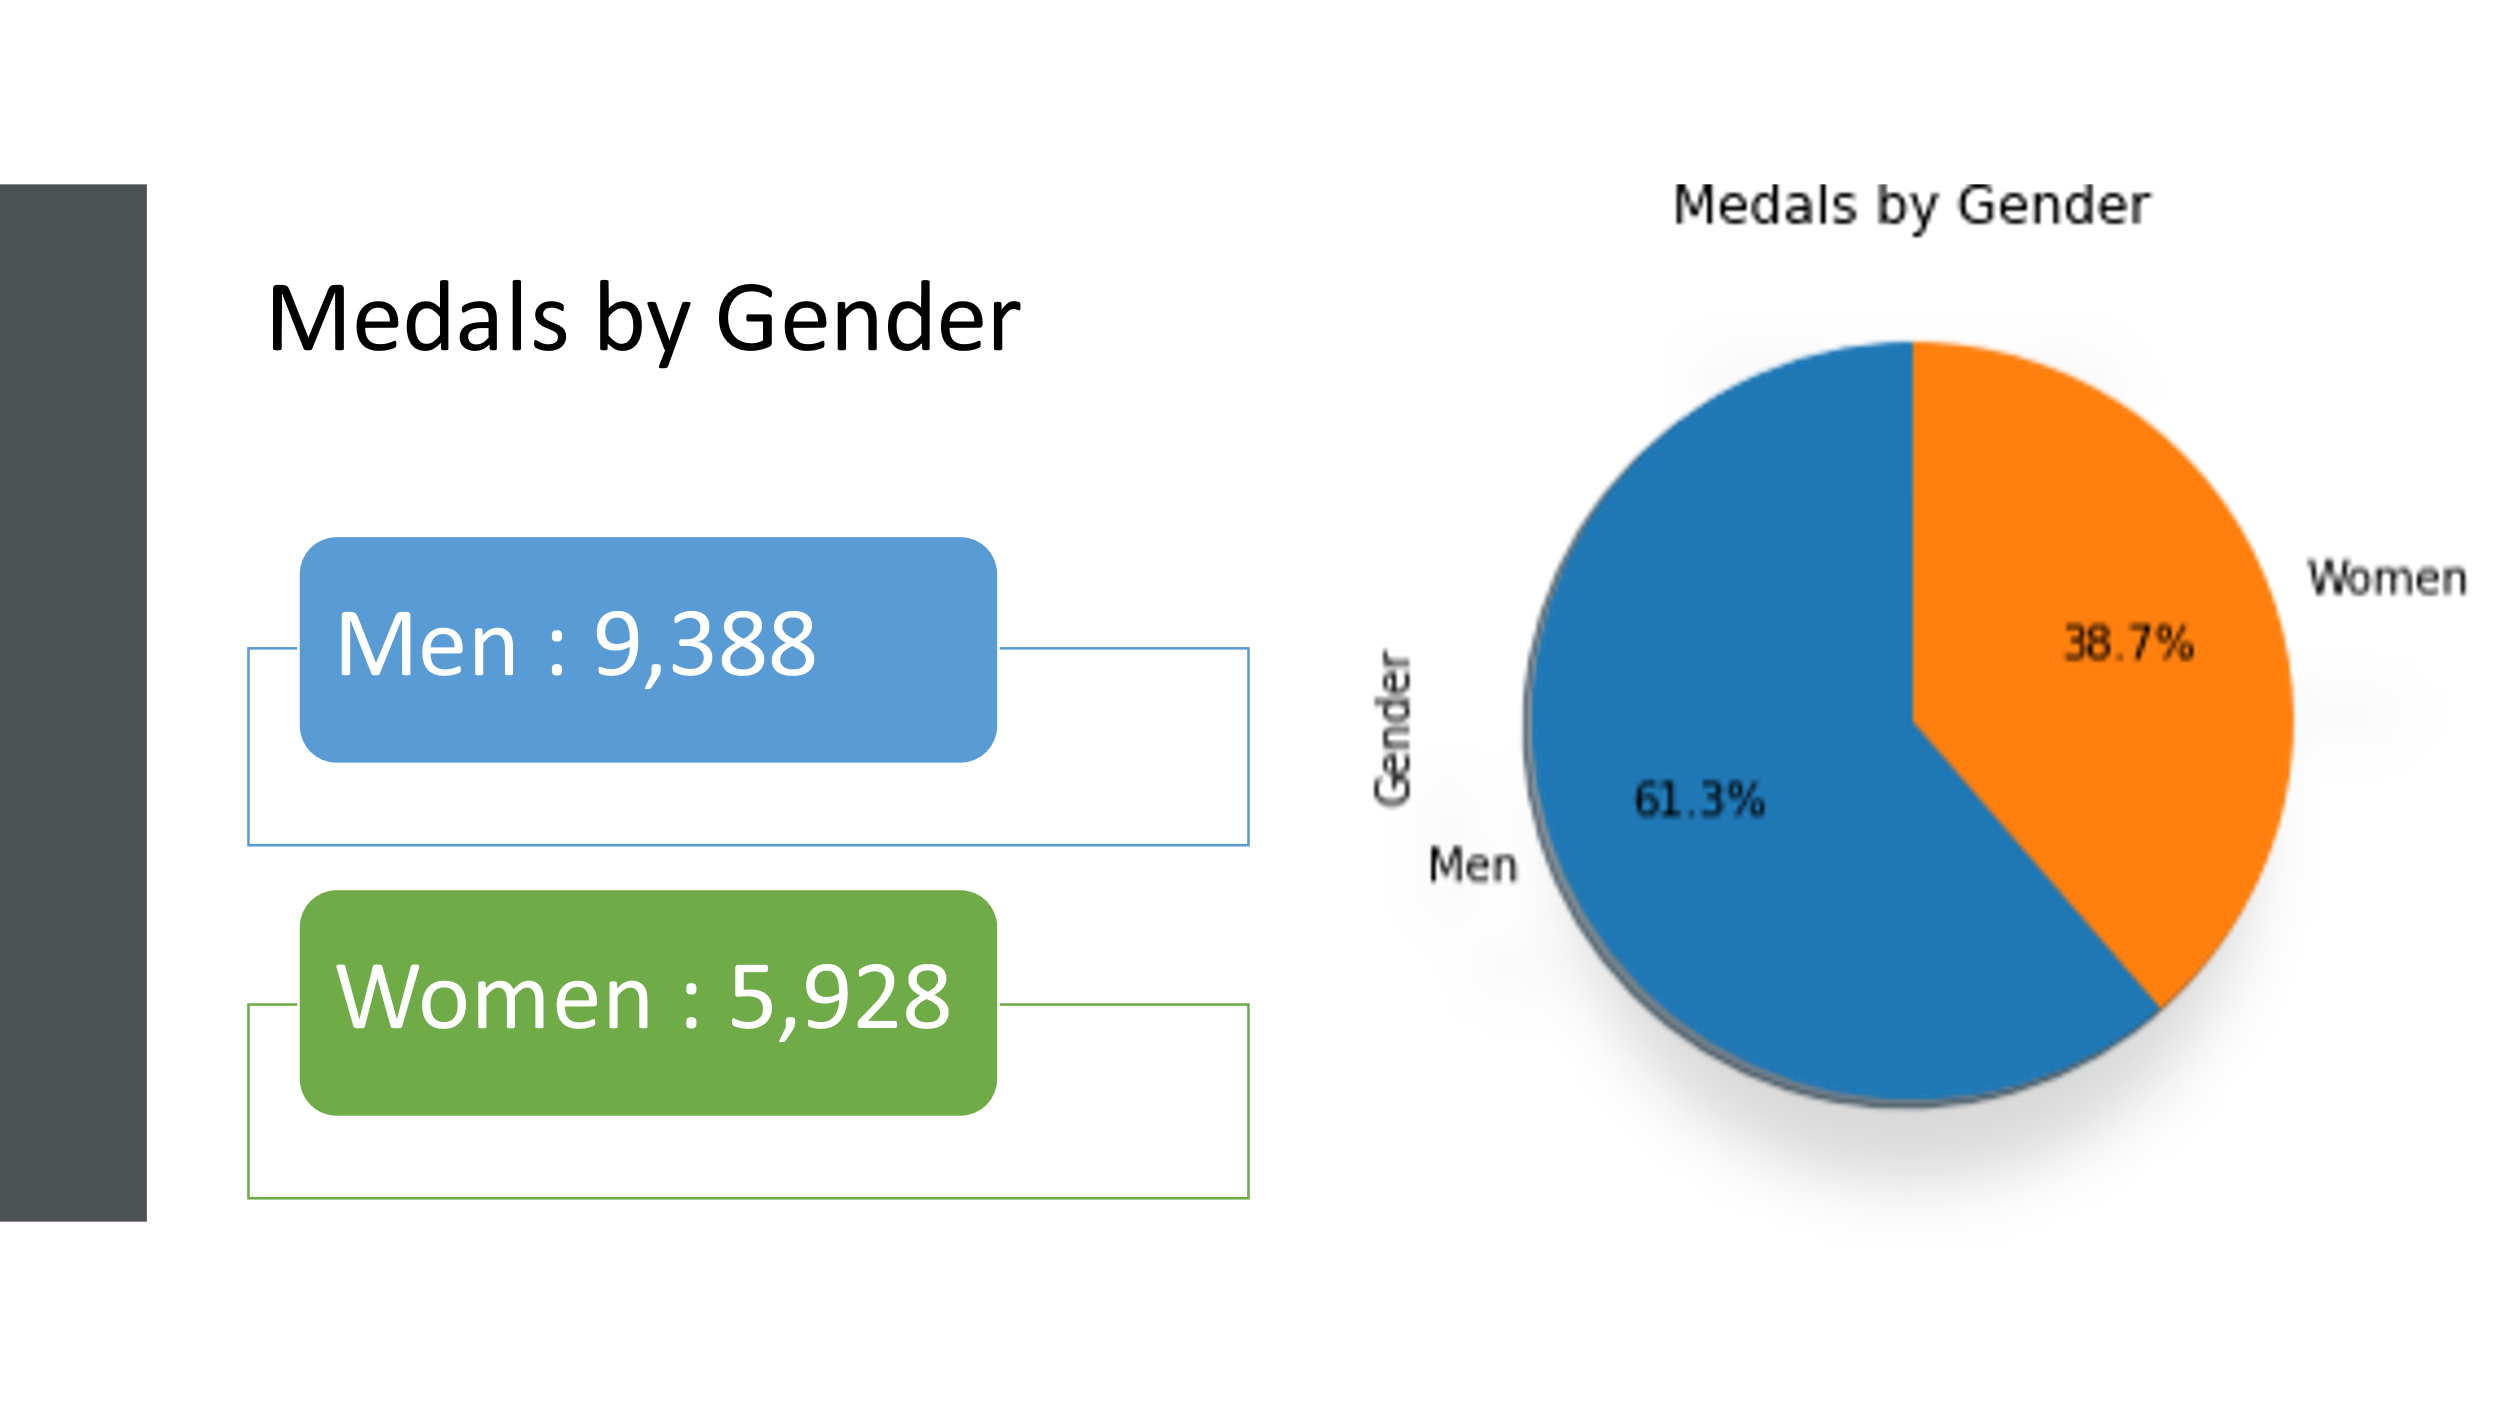 Medals by Gender
Men : 9,388
Women : 5,928
Medals by Gender
Women
38.7%
Gender
61.3%
Men